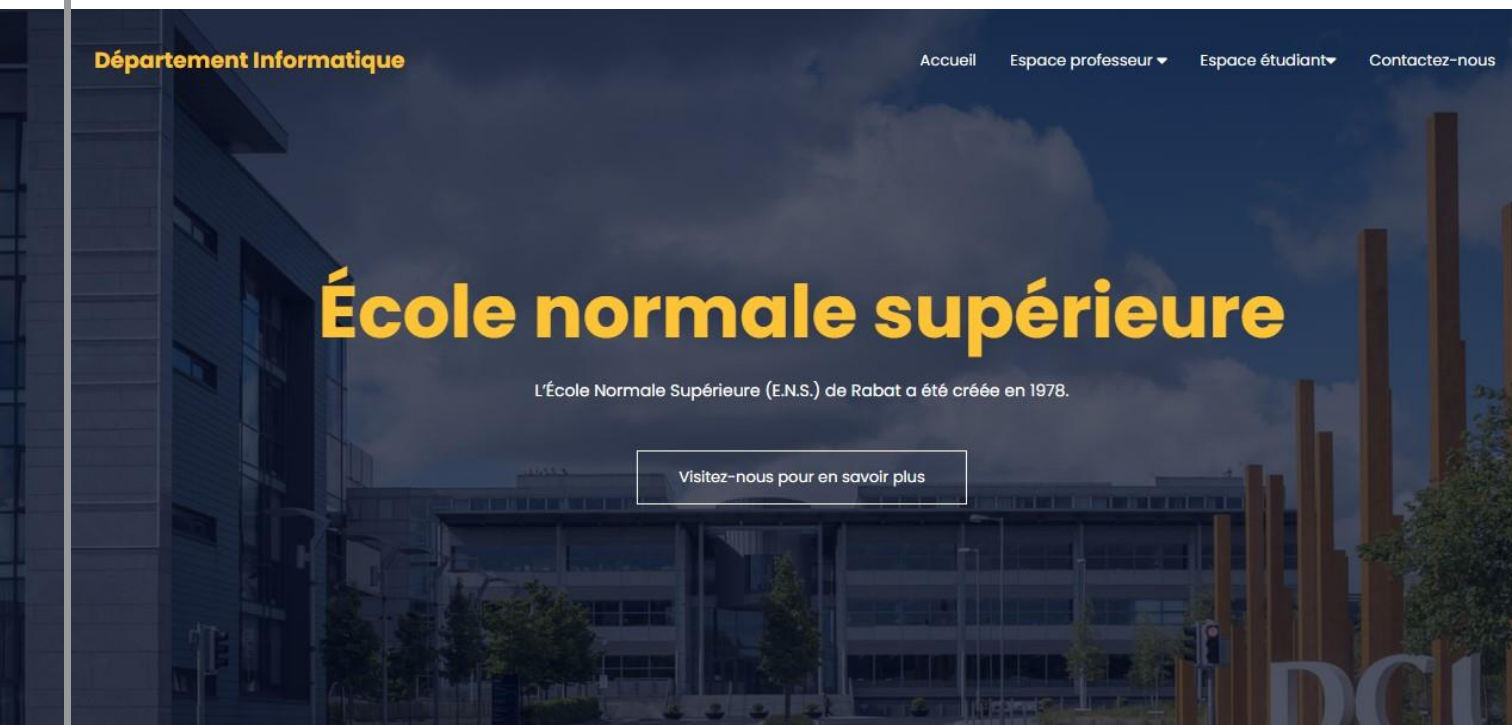 Département Informatique
Accueil Espace professeur Espace étudiant Contactez-nous
École normale supérieure
L'École Normale Supérieure (E.N.S.) de Rabat a été créée en 1978.
Visitez-nous pour en savoir plus
DCU